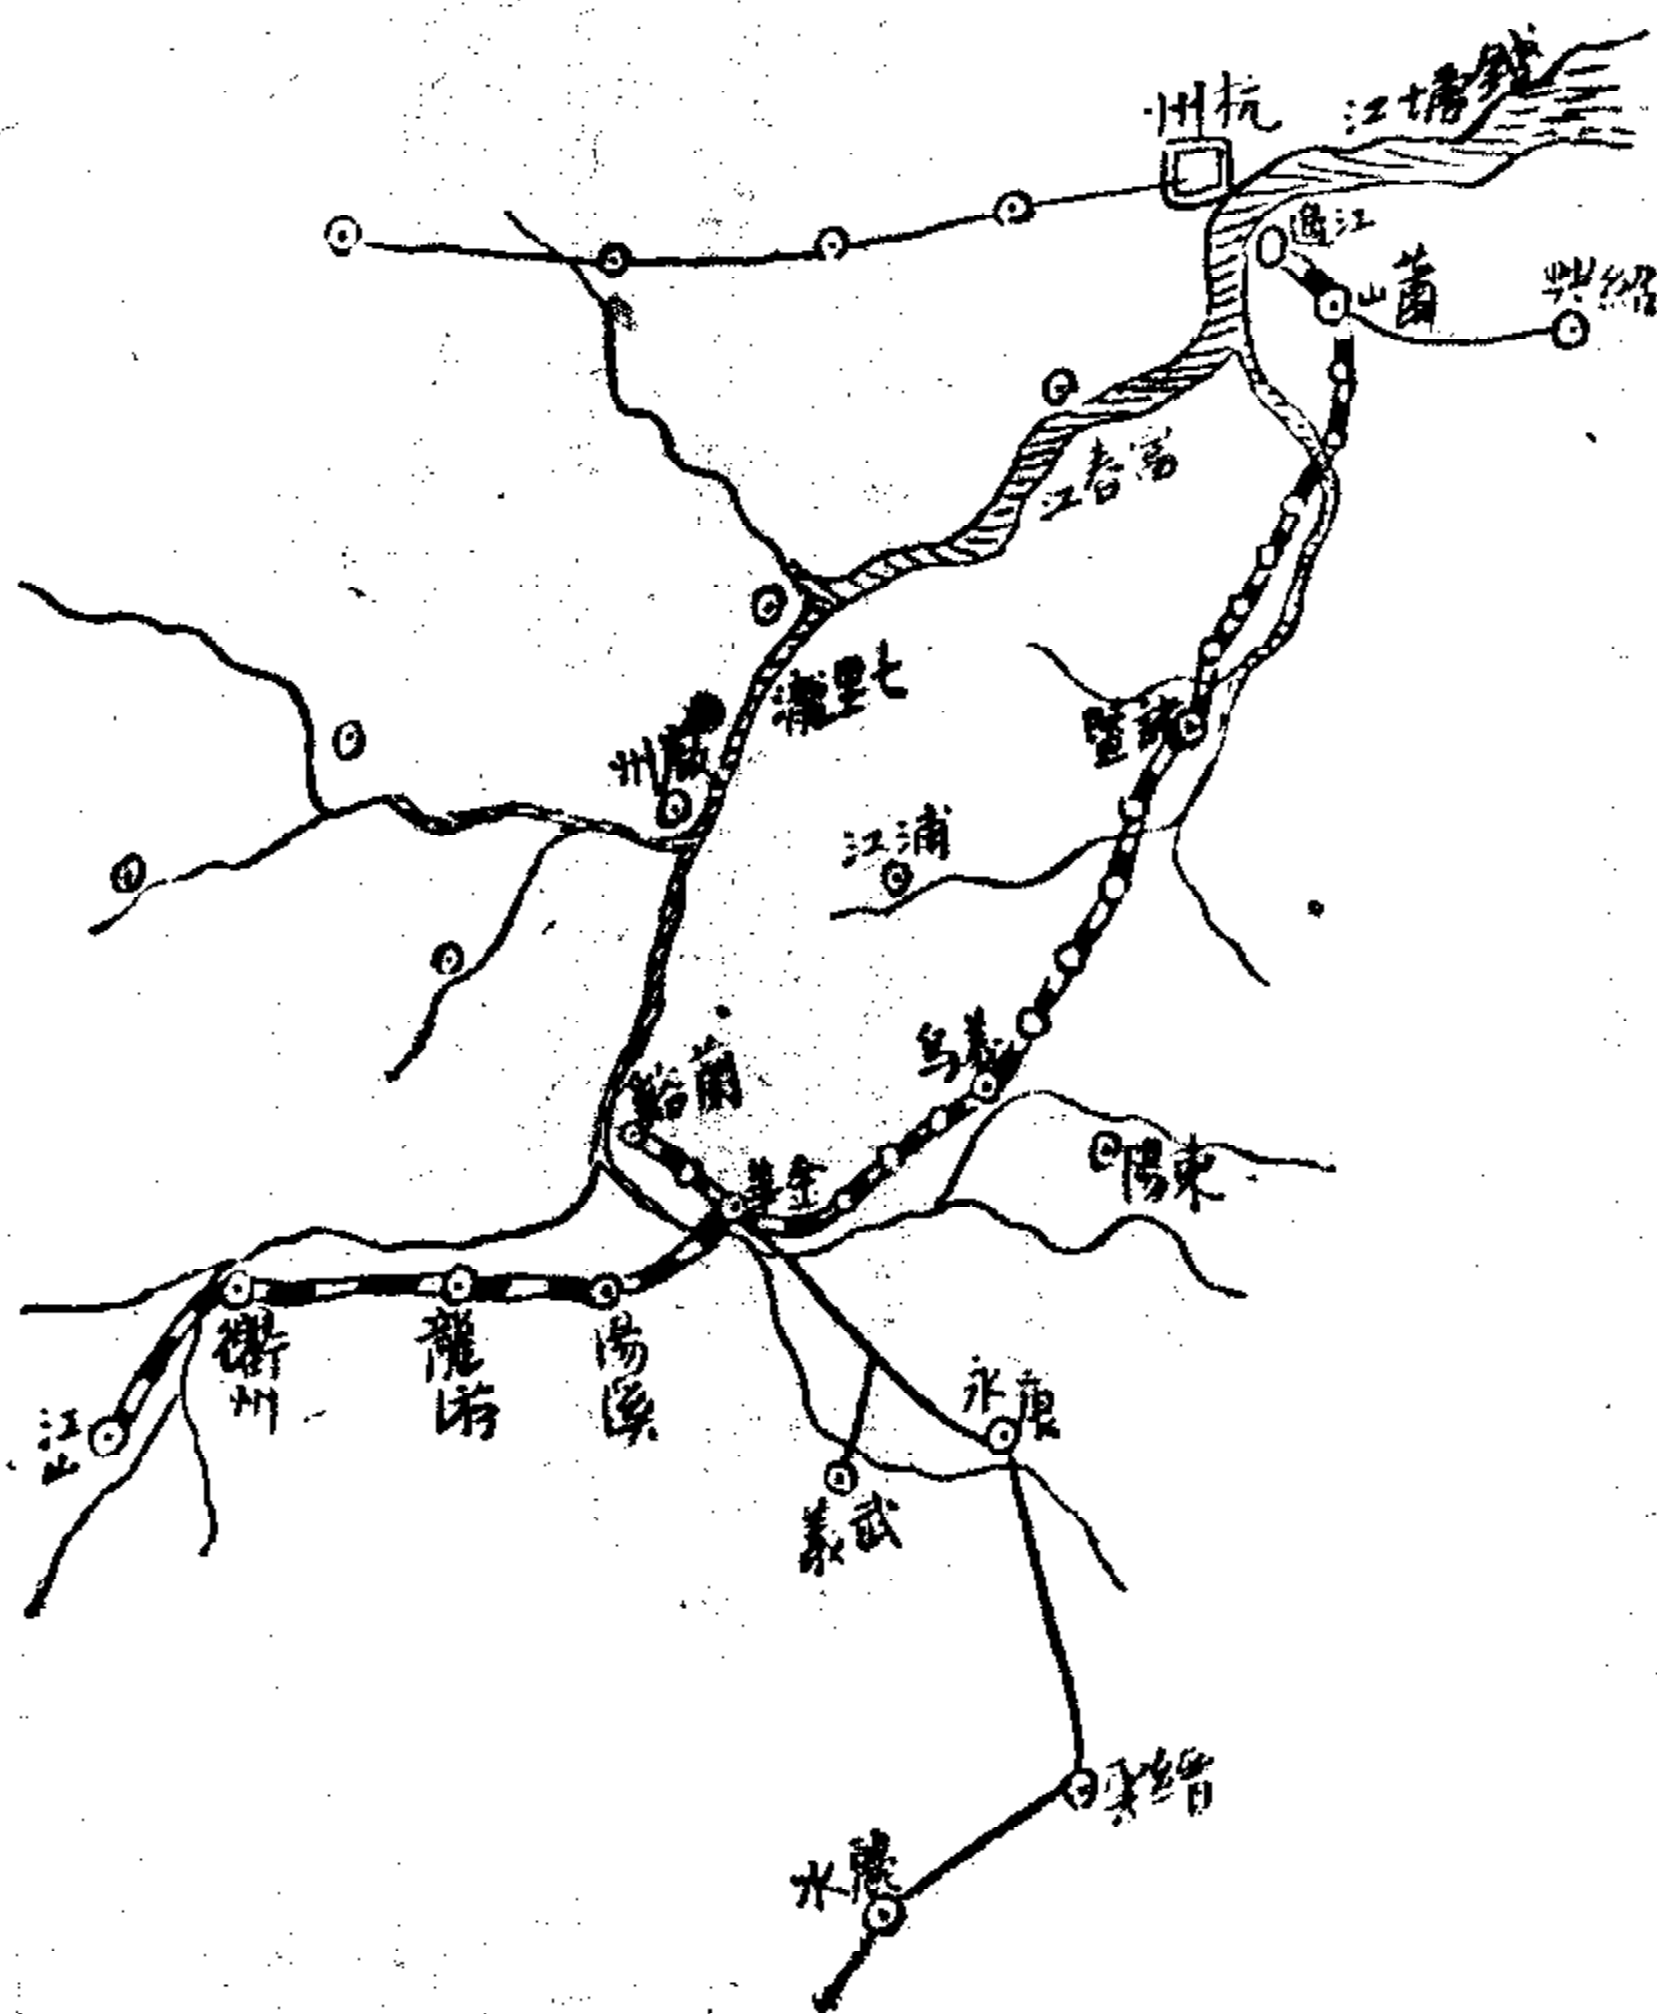 錢塘江
杭州
江邊
蕭山
紹興
富春江
七里瀧
嚴州
諸暨
浦江
蘭谿
義烏
金華
東陽
衢州
龍游
湯溪
江山
永康
武義
縉雲
麗水